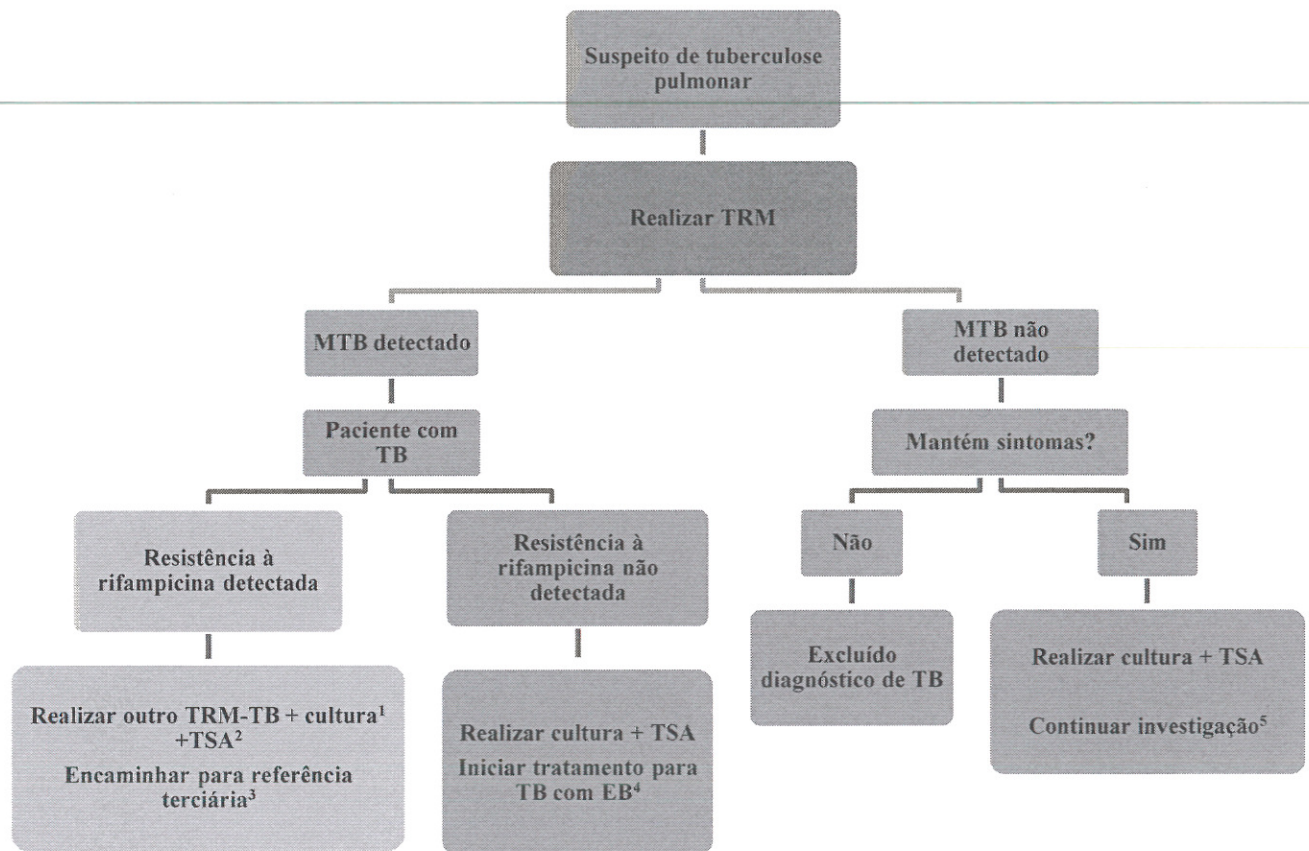 Suspeito de tuberculose
pulmonar
Realizar TRM
MTB detectado
MTB não
detectado
Paciente com
TB
Mantém sintomas?
Resistência à
rifampicina detectada
Resistência à
rifampicina não
detectada
Não
Sim
Realizar outro TRM-TB + cultura¹
+TSA²
Encaminhar para referência
terciária³
Realizar cultura + TSA
Iniciar tratamento para
TB com EB⁴
Excluído
diagnóstico de TB
Realizar cultura + TSA
Continuar investigação⁵